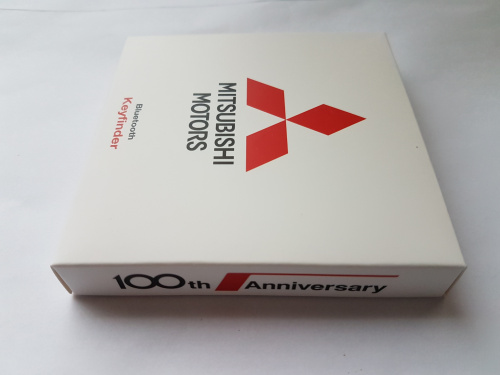 MITSUBISHI
MOTORS
Bluetooth
Keyfinder
100th Anniversary